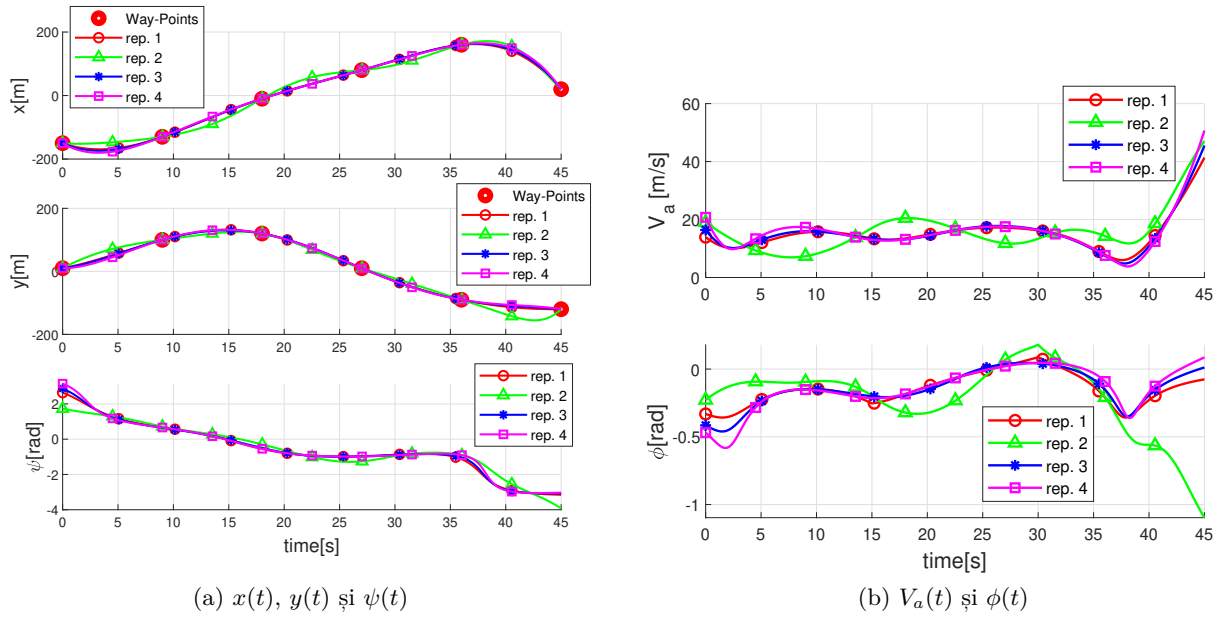 Way-Points
rep. 1
rep. 2
rep. 3
rep. 4
x[m]
200
0
-200
0 5 10 15 20 25 30 35 40 45
Way-Points
rep. 1
rep. 2
rep. 3
rep. 4
y[m]
200
0
-200
0 5 10 15 20 25 30 35 40 45
rep. 1
rep. 2
rep. 3
rep. 4
ψ[rad]
2
0
-2
-4
0 5 10 15 20 25 30 35 40 45
time[s]
(a) x(t), y(t) și ψ(t)
rep. 1
rep. 2
rep. 3
rep. 4
V_a [m/s]
60
40
20
0
0 5 10 15 20 25 30 35 40 45
rep. 1
rep. 2
rep. 3
rep. 4
ϕ[rad]
0
-0.5
-1
0 5 10 15 20 25 30 35 40 45
time[s]
(b) V_a(t) și ϕ(t)